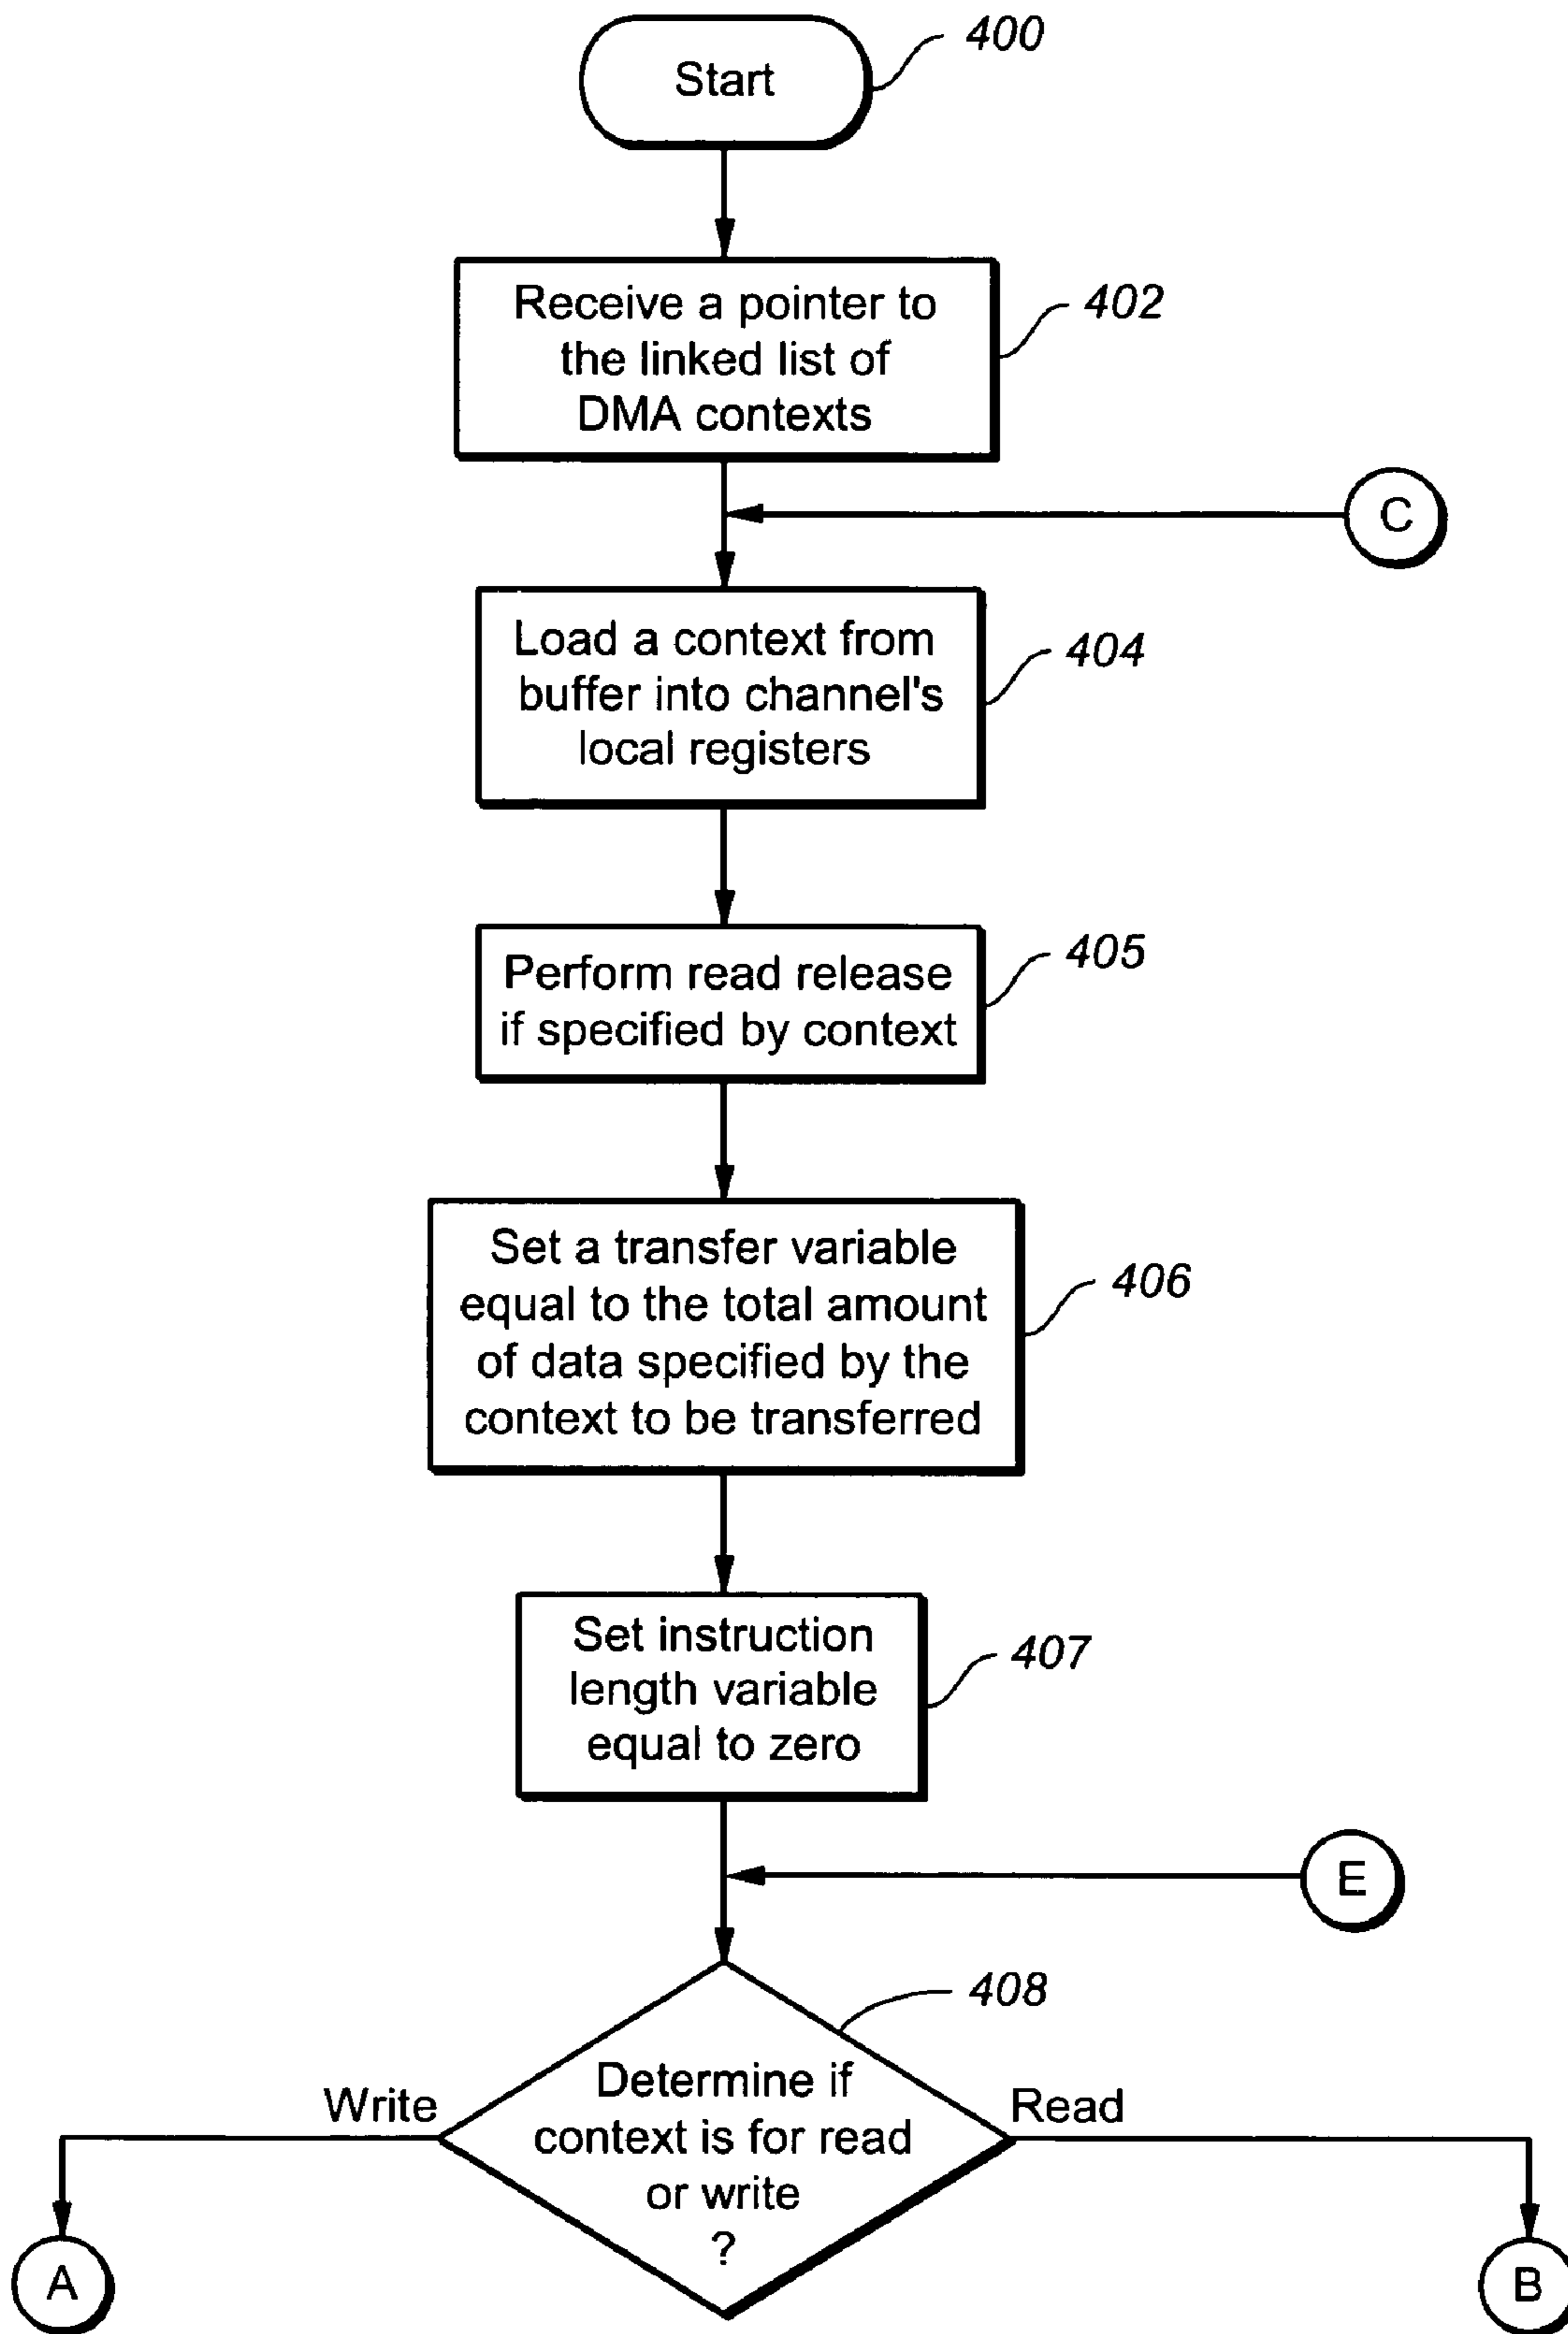 Start
400
Receive a pointer to
the linked list of
DMA contexts
402
C
Load a context from
buffer into channel's
local registers
404
Perform read release
if specified by context
405
Set a transfer variable
equal to the total amount
of data specified by the
context to be transferred
406
Set instruction
length variable
equal to zero
407
E
408
Determine if
context is for read
or write
?
Write
Read
A
B